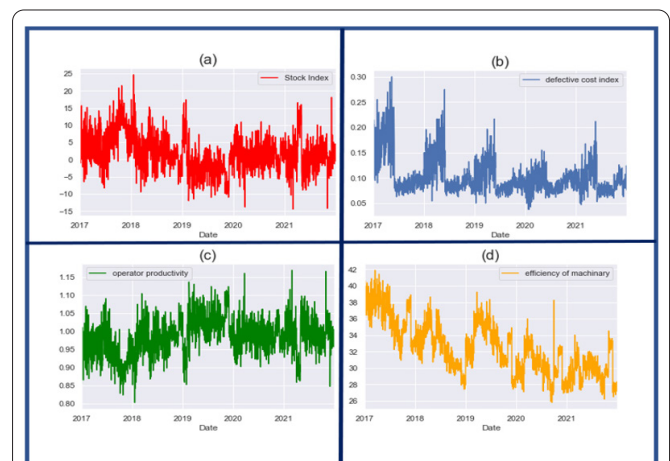 (a)
Stock Index
25
20
15
10
5
0
-5
-10
-15
2017 2018 2019 2020 2021
Date
(b)
defective cost index
0.30
0.25
0.20
0.15
0.10
0.05
2017 2018 2019 2020 2021
Date
(c)
operator productivity
1.15
1.10
1.05
1.00
0.95
0.90
0.85
0.80
2017 2018 2019 2020 2021
Date
(d)
efficiency of machinary
42
40
38
36
34
32
30
28
26
2017 2018 2019 2020 2021
Date